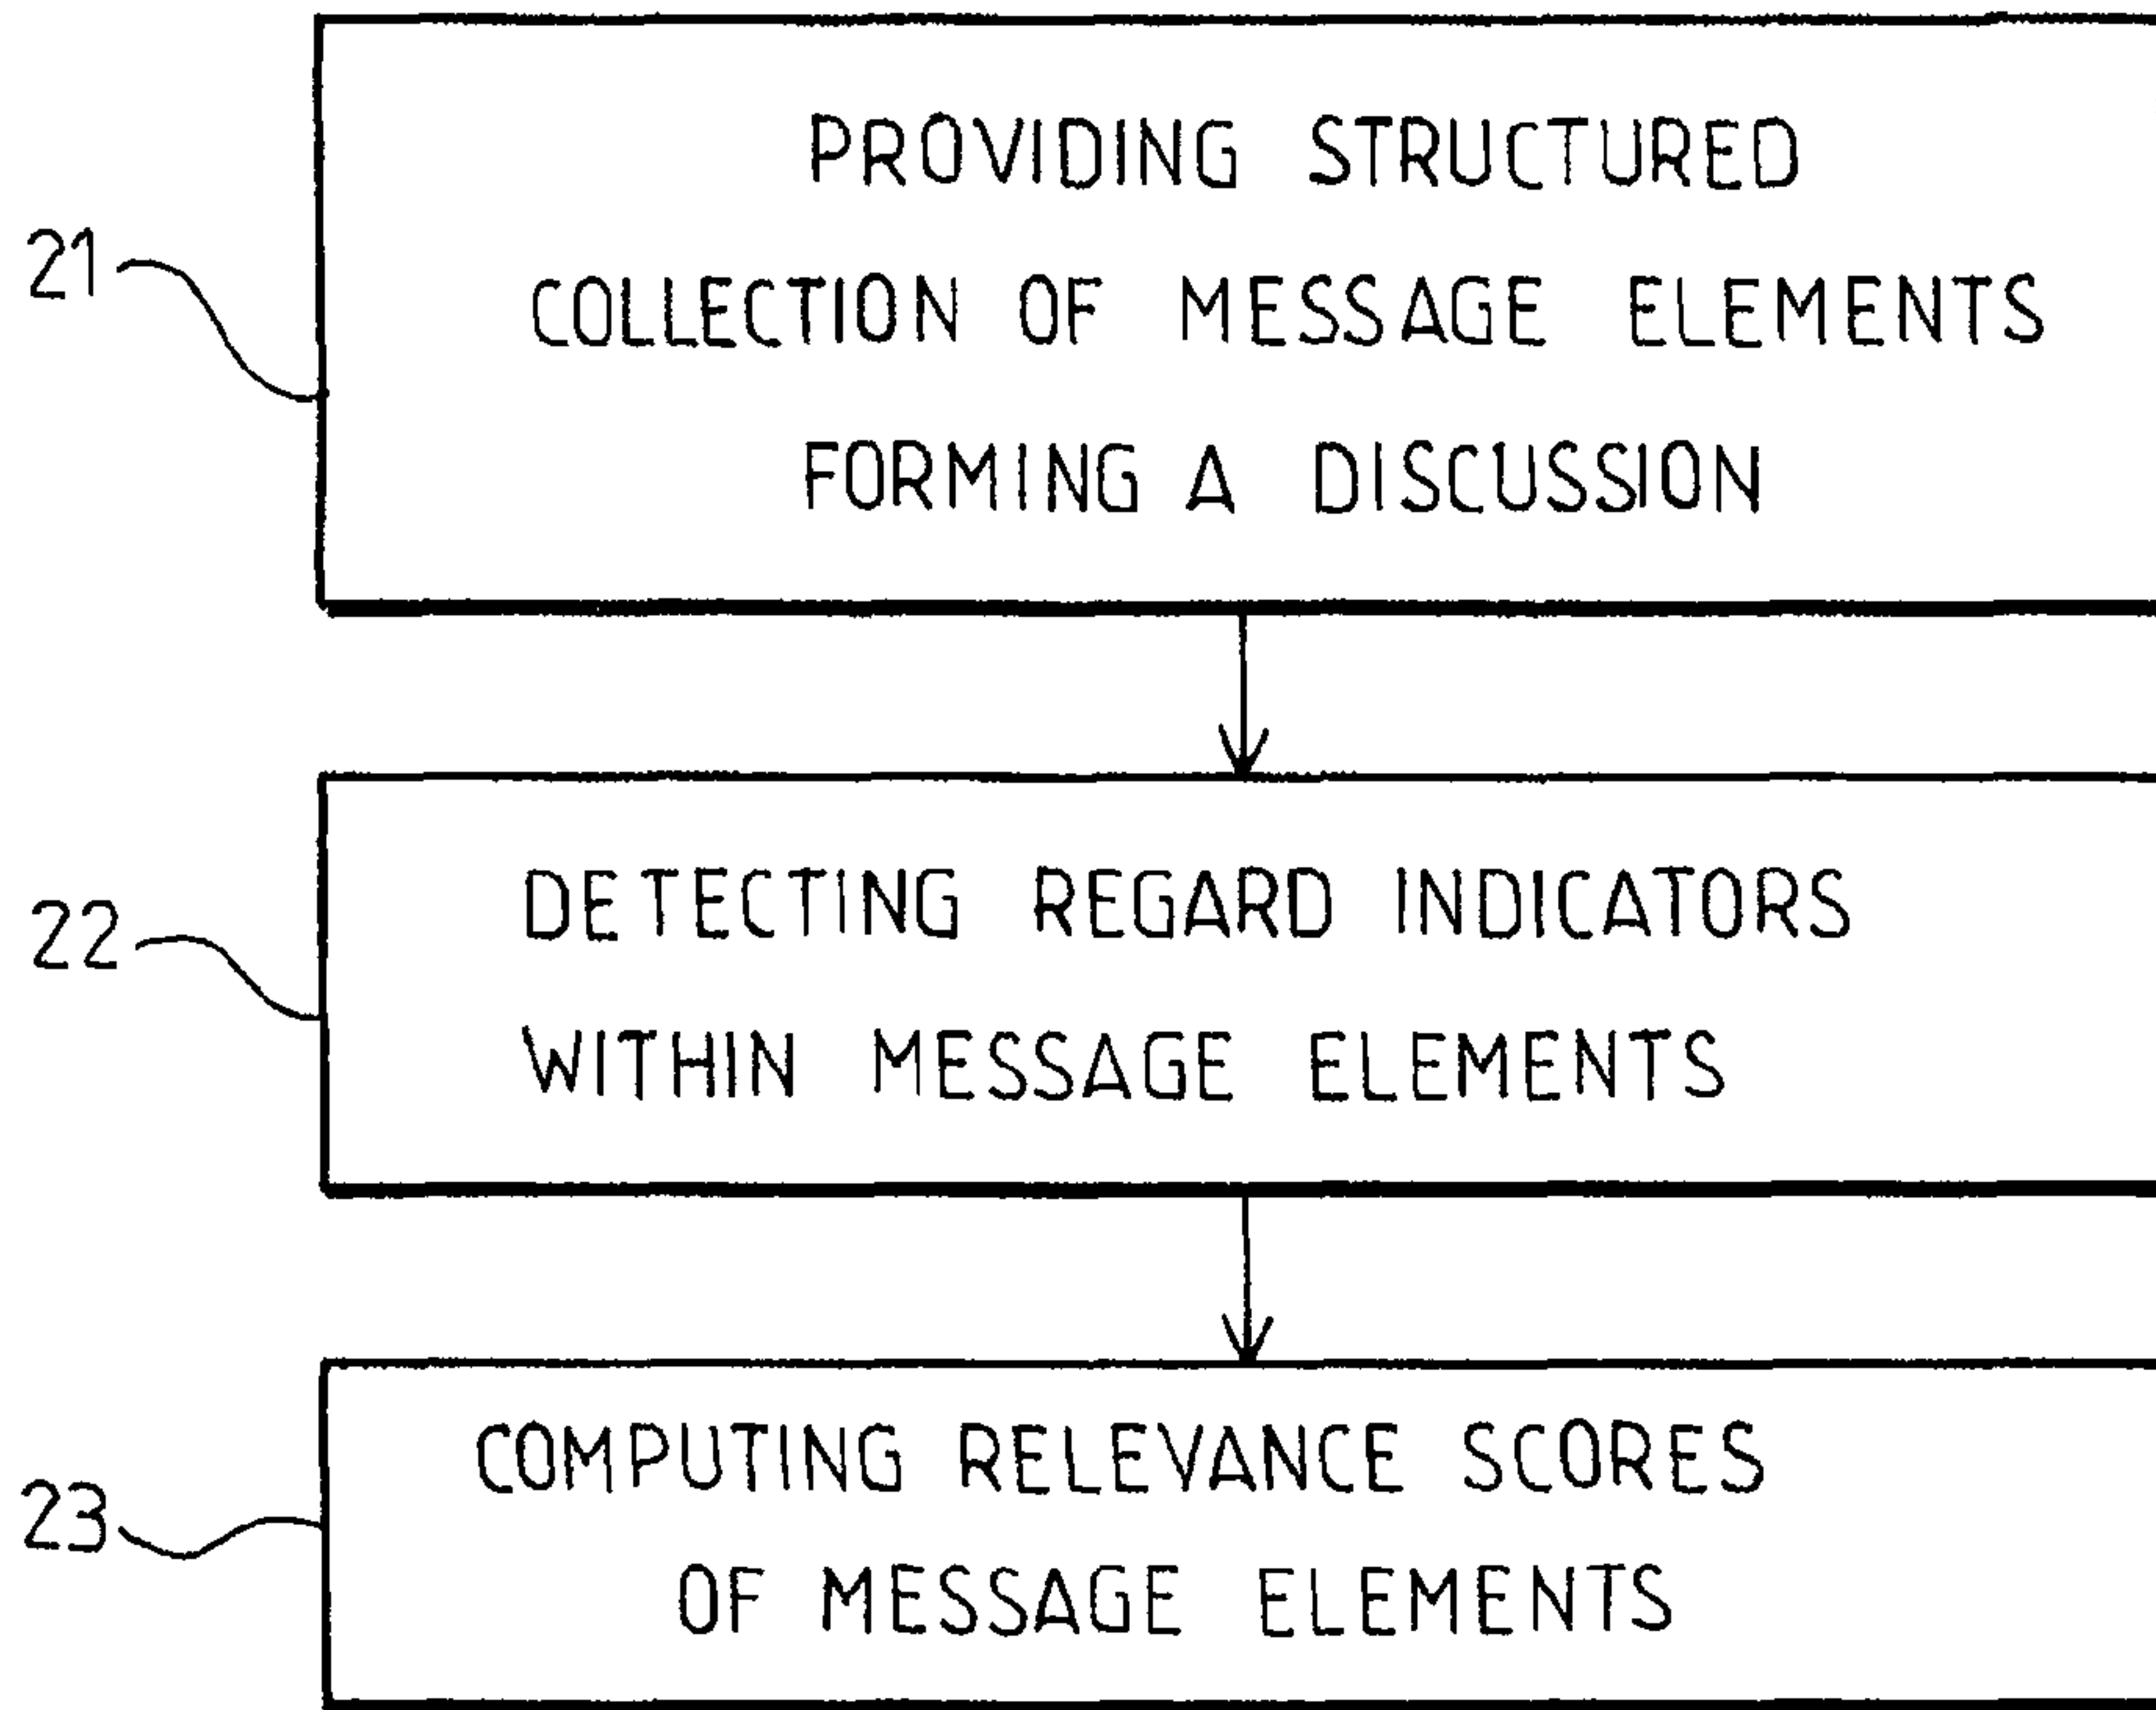 PROVIDING STRUCTURED
21
COLLECTION OF MESSAGE ELEMENTS
FORMING A DISCUSSION
22
DETECTING REGARD INDICATORS
WITHIN MESSAGE ELEMENTS
23
COMPUTING RELEVANCE SCORES
OF MESSAGE ELEMENTS